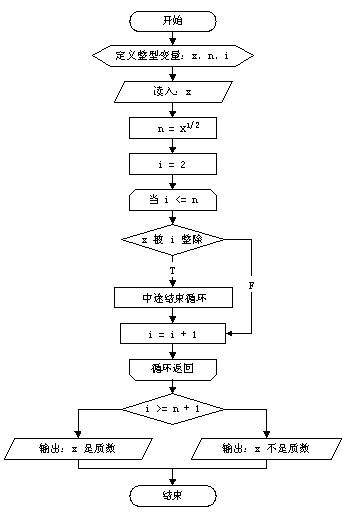 开始
定义整型变量：x、n、i
读入：x
n = X1/2
i = 2
当 i <= n
x 被 i 整除
T
F
中途结束循环
i = i + 1
循环返回
i >= n + 1
输出：x 是质数
输出：x 不是质数
结束